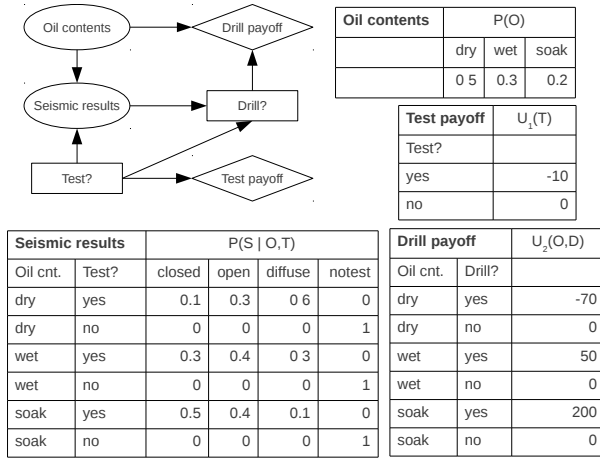 Oil contents
Drill payoff
Seismic results
Drill?
Test?
Test payoff
Oil contents P(O)
dry wet soak
0 5 0.3 0.2
Test payoff U1(T)
Test?
yes -10
no 0
Seismic results P(S | O,T)
Oil cnt. Test? closed open diffuse notest
dry yes 0.1 0.3 0 6 0
dry no 0 0 0 1
wet yes 0.3 0.4 0 3 0
wet no 0 0 0 1
soak yes 0.5 0.4 0.1 0
soak no 0 0 0 1
Drill payoff U2(O,D)
Oil cnt. Drill?
dry yes -70
dry no 0
wet yes 50
wet no 0
soak yes 200
soak no 0